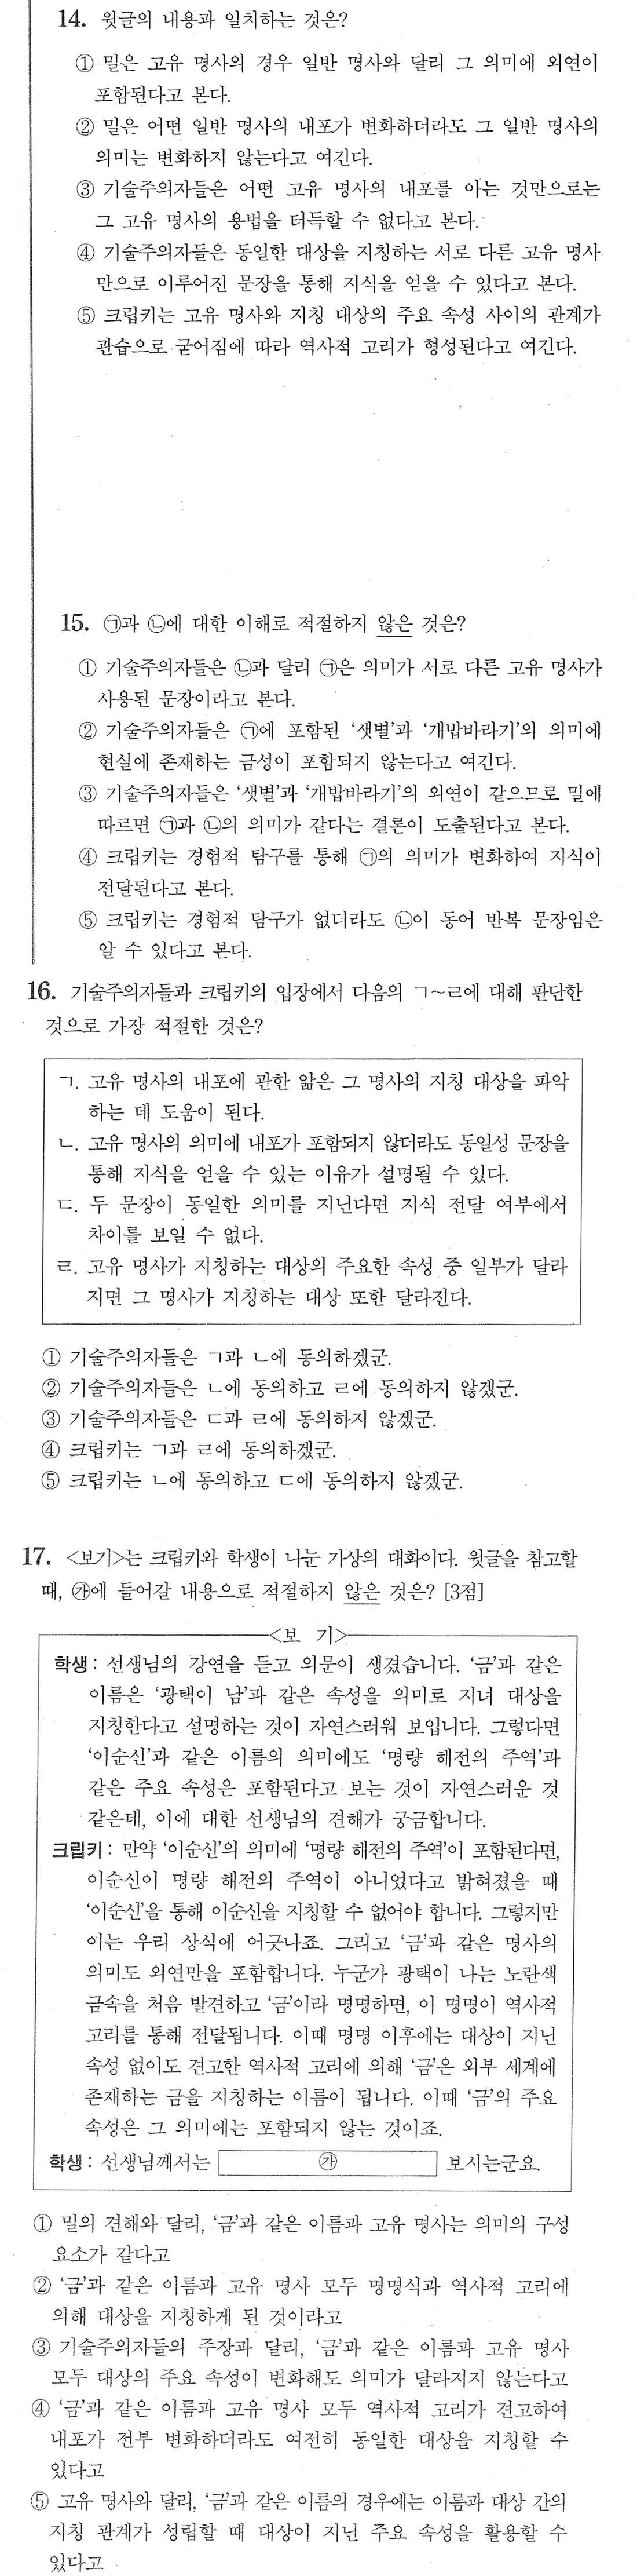 14. 윗글의 내용과 일치하는 것은?
① 밀은 고유 명사의 경우 일반 명사와 달리 그 의미에 외연이
포함된다고 본다.
② 밀은 어떤 일반 명사의 내포가 변화하더라도 그 일반 명사의
의미는 변화하지 않는다고 여긴다.
③ 기술주의자들은 어떤 고유 명사의 내포를 아는 것만으로는
그 고유 명사의 용법을 터득할 수 없다고 본다.
④ 기술주의자들은 동일한 대상을 지칭하는 서로 다른 고유 명사
만으로 이루어진 문장을 통해 지식을 얻을 수 있다고 본다.
⑤ 크립키는 고유 명사와 지칭 대상의 주요 속성 사이의 관계가
관습으로 굳어짐에 따라 역사적 고리가 형성된다고 여긴다.
15. ㉠과 ㉡에 대한 이해로 적절하지 않은 것은?
① 기술주의자들은 ㉡과 달리 ㉠은 의미가 서로 다른 고유 명사가
사용된 문장이라고 본다.
② 기술주의자들은 ㉠에 포함된 ‘샛별’과 ‘개밥바라기’의 의미에
현실에 존재하는 금성이 포함되지 않는다고 여긴다.
③ 기술주의자들은 ‘샛별’과 ‘개밥바라기’의 외연이 같으므로 밀에
따르면 ㉠과 ㉡의 의미가 같다는 결론이 도출된다고 본다.
④ 크립키는 경험적 탐구를 통해 ㉠의 의미가 변화하여 지식이
전달된다고 본다.
⑤ 크립키는 경험적 탐구가 없더라도 ㉡이 동어 반복 문장임은
알 수 있다고 본다.
16. 기술주의자들과 크립키의 입장에서 다음의 ㄱ~ㄹ에 대해 판단한
것으로 가장 적절한 것은?
ㄱ. 고유 명사의 내포에 관한 앎은 그 명사의 지칭 대상을 파악
하는 데 도움이 된다.
ㄴ. 고유 명사의 의미에 내포가 포함되지 않더라도 동일성 문장을
통해 지식을 얻을 수 있는 이유가 설명될 수 있다.
ㄷ. 두 문장이 동일한 의미를 지닌다면 지식 전달 여부에서
차이를 보일 수 없다.
ㄹ. 고유 명사가 지칭하는 대상의 주요한 속성 중 일부가 달라
지면 그 명사가 지칭하는 대상 또한 달라진다.
① 기술주의자들은 ㄱ과 ㄴ에 동의하겠군.
② 기술주의자들은 ㄴ에 동의하고 ㄹ에 동의하지 않겠군.
③ 기술주의자들은 ㄷ과 ㄹ에 동의하지 않겠군.
④ 크립키는 ㄱ과 ㄹ에 동의하겠군.
⑤ 크립키는 ㄴ에 동의하고 ㄷ에 동의하지 않겠군.
17. <보기>는 크립키와 학생이 나눈 가상의 대화이다. 윗글을 참고할
때, ㉮에 들어갈 내용으로 적절하지 않은 것은? [3점]
<보 기>
학생 : 선생님의 강연을 듣고 의문이 생겼습니다. ‘금’과 같은
이름은 ‘광택이 남’과 같은 속성을 의미로 지녀 대상을
지칭한다고 설명하는 것이 자연스러워 보입니다. 그렇다면
‘이순신’과 같은 이름의 의미에도 ‘명량 해전의 주역’과
같은 주요 속성은 포함된다고 보는 것이 자연스러운 것
같은데, 이에 대한 선생님의 견해가 궁금합니다.
크립키 : 만약 ‘이순신’의 의미에 ‘명량 해전의 주역’이 포함된다면,
이순신이 명량 해전의 주역이 아니었다고 밝혀졌을 때
‘이순신’을 통해 이순신을 지칭할 수 없어야 합니다. 그렇지만
이는 우리 상식에 어긋나죠. 그리고 ‘금’과 같은 명사의
의미도 외연만을 포함합니다. 누군가 광택이 나는 노란색
금속을 처음 발견하고 ‘금’이라 명명하면, 이 명명이 역사적
고리를 통해 전달됩니다. 이때 명명 이후에는 대상이 지닌
속성 없이도 견고한 역사적 고리에 의해 ‘금’은 외부 세계에
존재하는 금을 지칭하는 이름이 됩니다. 이때 ‘금’의 주요
속성은 그 의미에는 포함되지 않는 것이죠.
학생 : 선생님께서는 ㉮ 보시는군요.
① 밀의 견해와 달리, ‘금’과 같은 이름과 고유 명사는 의미의 구성
요소가 같다고
② ‘금’과 같은 이름과 고유 명사 모두 명명식과 역사적 고리에
의해 대상을 지칭하게 된 것이라고
③ 기술주의자들의 주장과 달리, ‘금’과 같은 이름과 고유 명사
모두 대상의 주요 속성이 변화해도 의미가 달라지지 않는다고
④ ‘금’과 같은 이름과 고유 명사 모두 역사적 고리가 견고하여
내포가 전부 변화하더라도 여전히 동일한 대상을 지칭할 수
있다고
⑤ 고유 명사와 달리, ‘금’과 같은 이름의 경우에는 이름과 대상 간의
지칭 관계가 성립할 때 대상이 지닌 주요 속성을 활용할 수
있다고